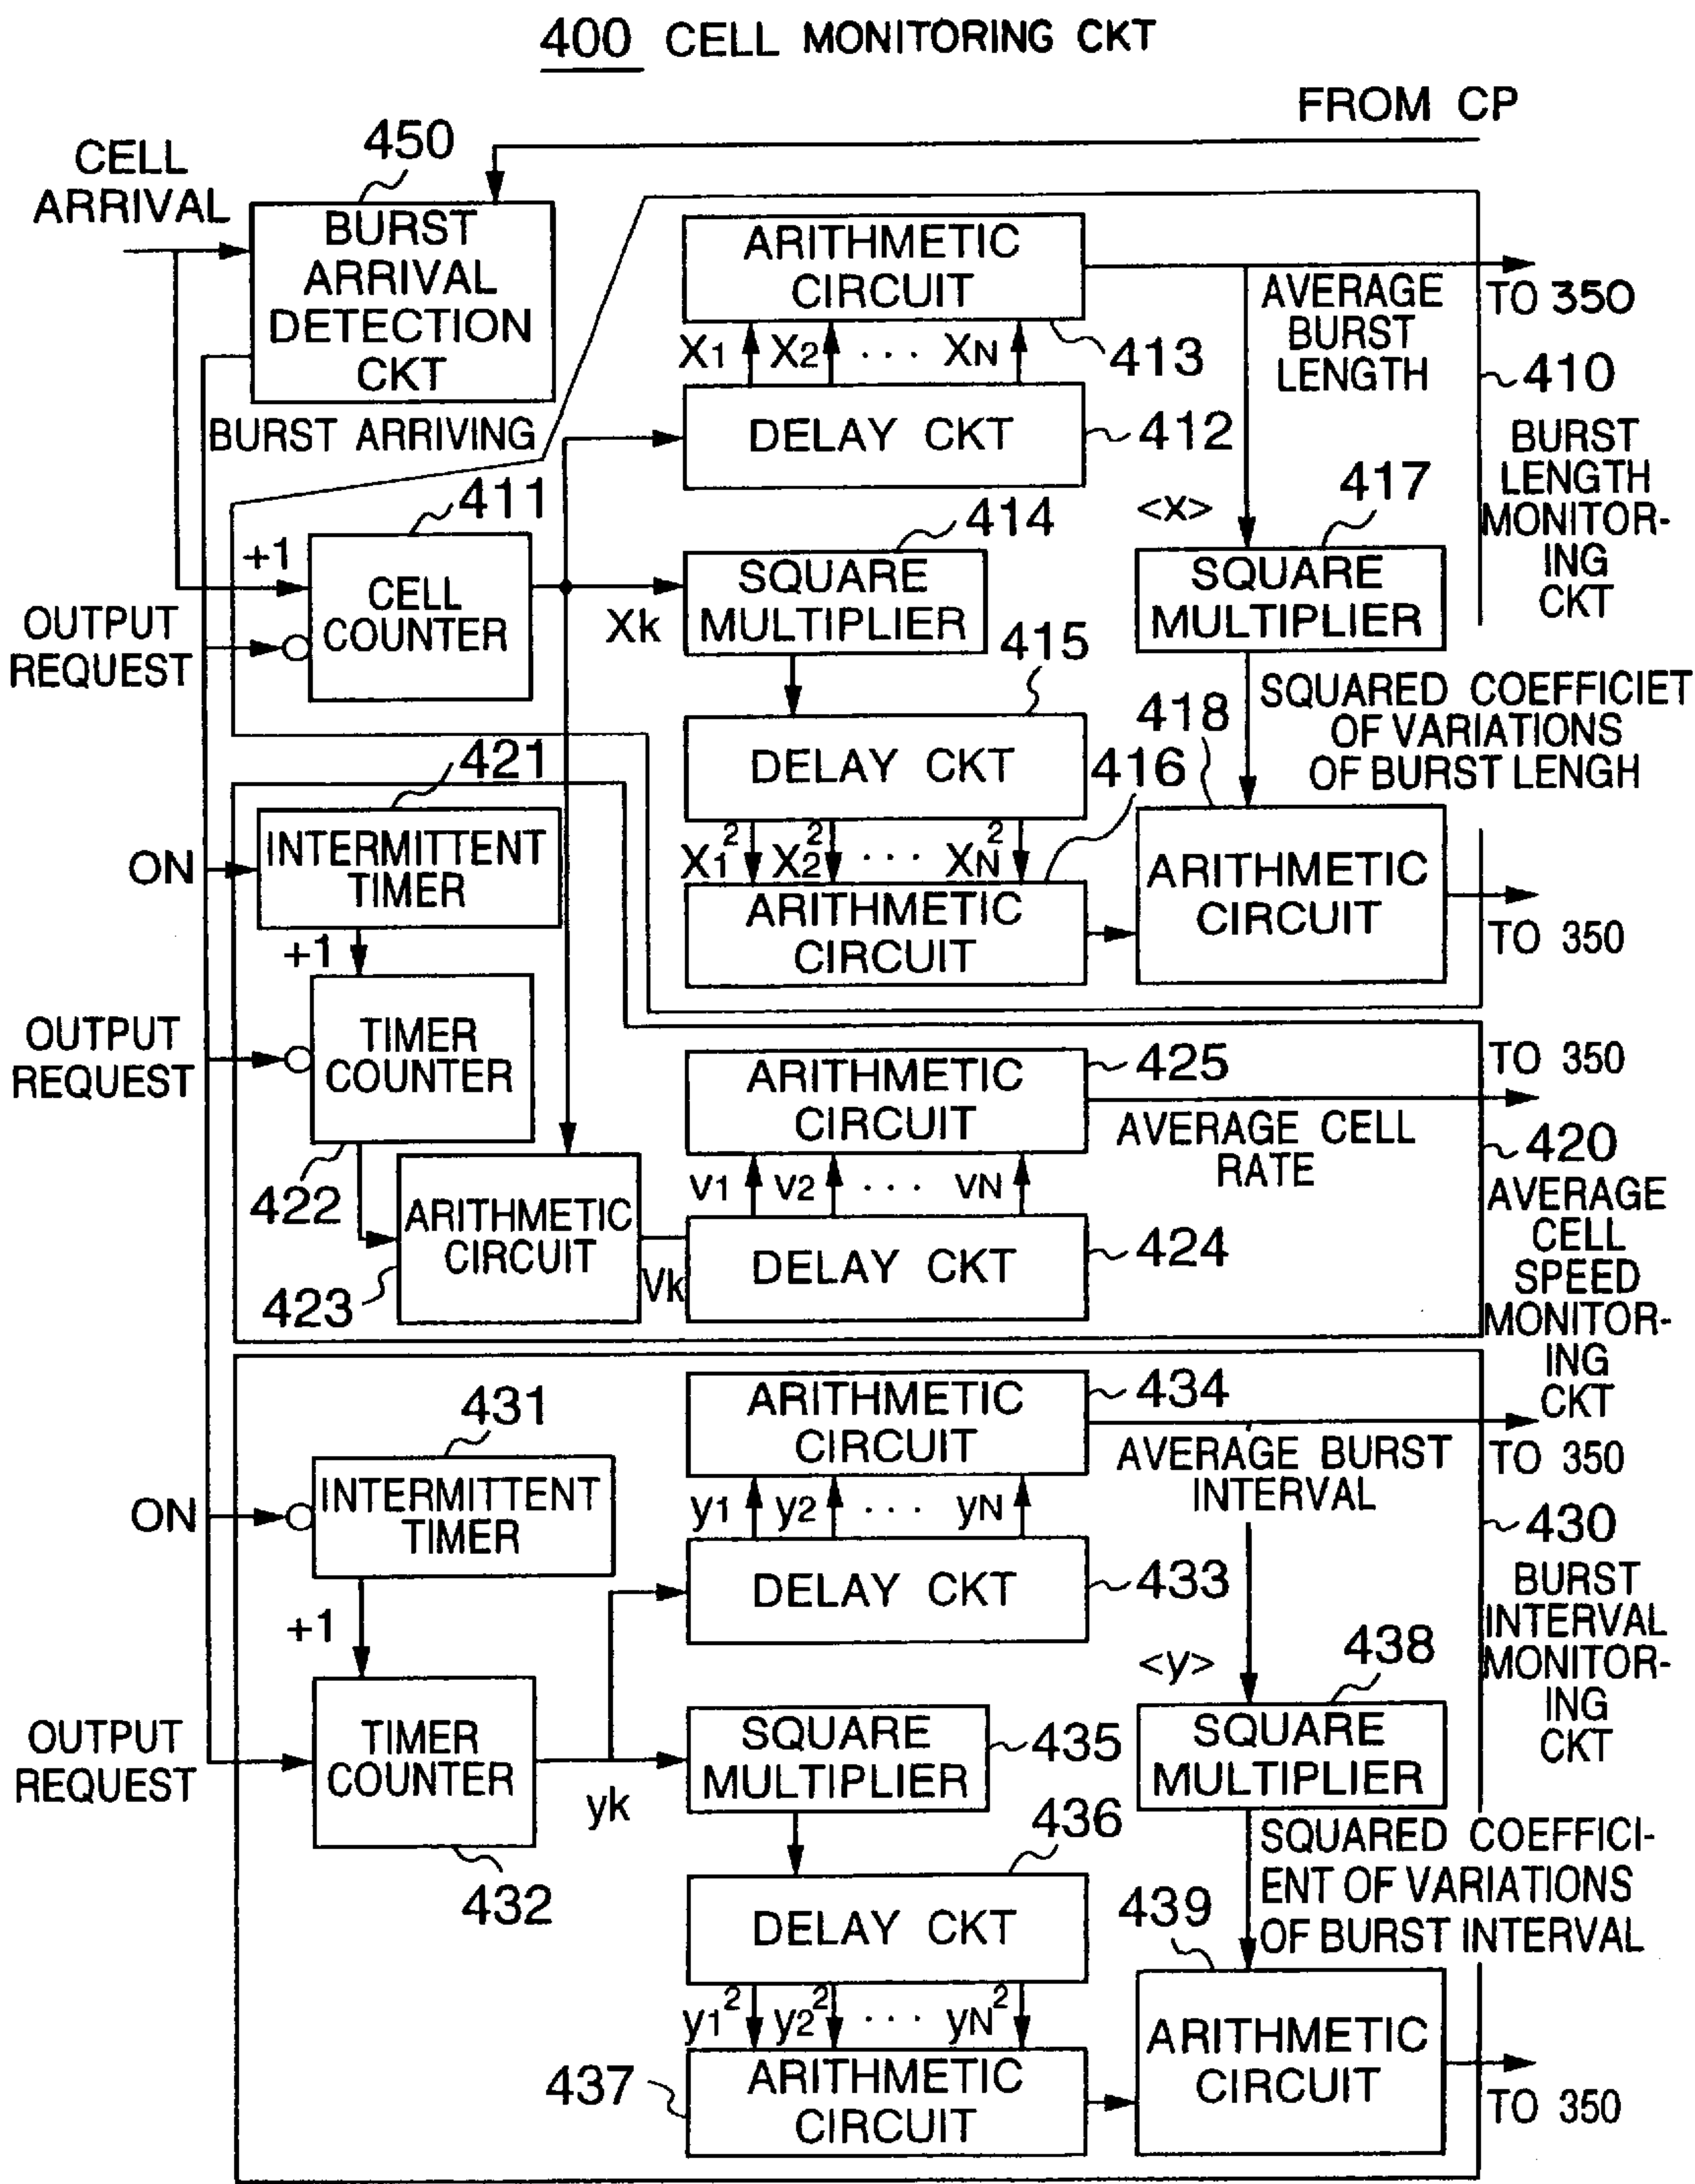 400 CELL MONITORING CKT
FROM CP
CELL
ARRIVAL
450
BURST
ARRIVAL
DETECTION
CKT
BURST ARRIVING
ARITHMETIC
CIRCUIT
413
X1 X2 ... XN
DELAY CKT
412
AVERAGE
BURST
LENGTH
TO 350
410
BURST
LENGTH
MONITOR-
ING
CKT
411
+1
CELL
COUNTER
OUTPUT
REQUEST
Xk
414
SQUARE
MULTIPLIER
<x>
417
SQUARE
MULTIPLIER
415
DELAY CKT
X1² X2² ... XN²
416
ARITHMETIC
CIRCUIT
418
SQUARED COEFFICIET
OF VARIATIONS
OF BURST LENGH
ARITHMETIC
CIRCUIT
TO 350
421
ON
INTERMITTENT
TIMER
+1
OUTPUT
REQUEST
TIMER
COUNTER
422
423
ARITHMETIC
CIRCUIT
Vk
ARITHMETIC
CIRCUIT
425
v1 v2 ... vN
DELAY CKT
424
AVERAGE CELL
RATE
TO 350
420
AVERAGE
CELL
SPEED
MONITOR-
ING
CKT
431
ON
INTERMITTENT
TIMER
+1
OUTPUT
REQUEST
TIMER
COUNTER
432
yk
ARITHMETIC
CIRCUIT
434
y1 y2 ... yN
DELAY CKT
433
AVERAGE BURST
INTERVAL
TO 350
430
BURST
INTERVAL
MONITOR-
ING
CKT
SQUARE
MULTIPLIER
435
<y>
438
SQUARE
MULTIPLIER
436
DELAY CKT
y1² y2² ... yN²
437
ARITHMETIC
CIRCUIT
439
SQUARED COEFFICI-
ENT OF VARIATIONS
OF BURST INTERVAL
ARITHMETIC
CIRCUIT
TO 350